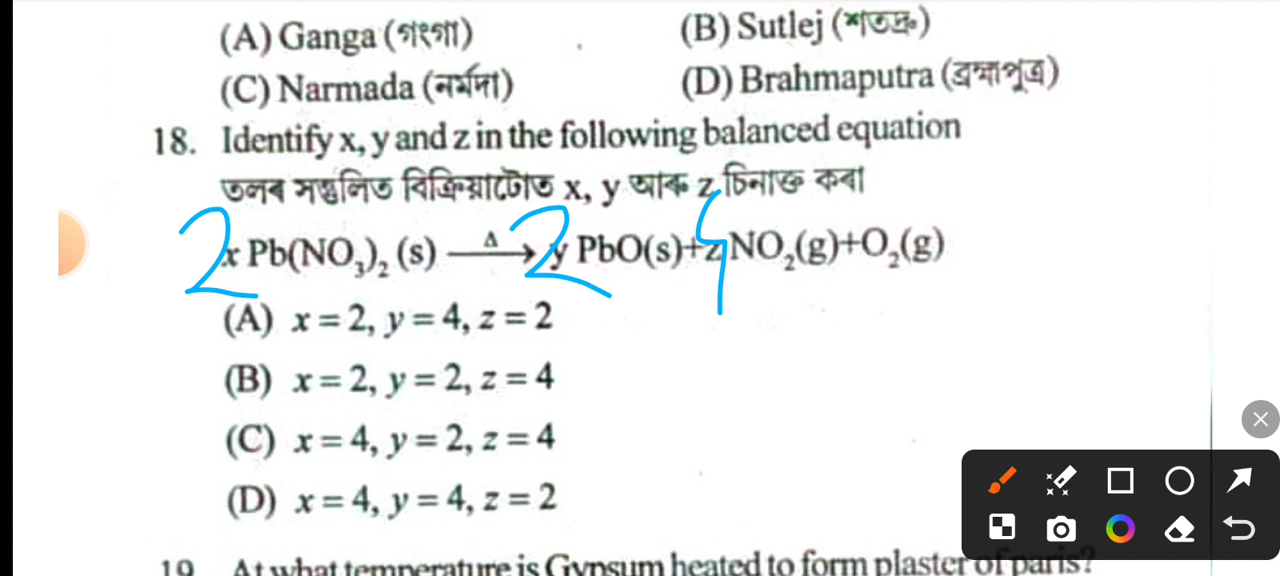 (A) Ganga (গংগা) (B) Sutlej (শতদ্ৰু)
(C) Narmada (নৰ্মদা) (D) Brahmaputra (ব্ৰহ্মপুত্ৰ)
18. Identify x, y and z in the following balanced equation
তলৰ সন্তুলিত বিক্ৰিয়াটোত x, y আৰু z চিনাক্ত কৰা
2 x Pb(NO₃)₂ (s) —Δ→ 2 y PbO(s)+ 4 z NO₂(g)+O₂(g)
(A) x = 2, y = 4, z = 2
(B) x = 2, y = 2, z = 4
(C) x = 4, y = 2, z = 4
(D) x = 4, y = 4, z = 2
19. At what temperature is Gypsum heated to form plaster of paris?